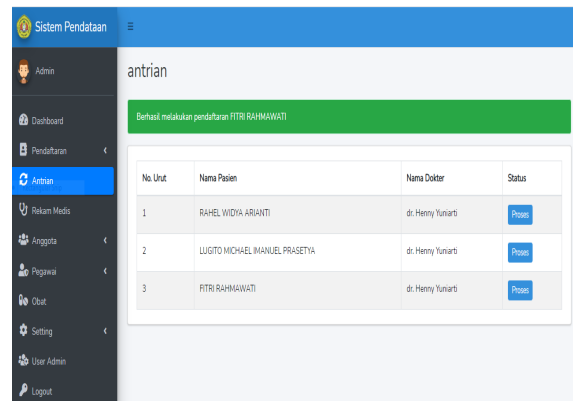 Sistem Pendataan
Admin
Dashboard
Pendaftaran
Antrian
Rekam Medis
Anggota
Pegawai
Obat
Setting
User Admin
Logout
antrian
Berhasil melakukan pendaftaran FITRI RAHMAWATI
No. Urut Nama Pasien Nama Dokter Status
1 RAHEL WIDYA ARIANTI dr. Henny Yuniarti Proses
2 LUGITO MICHAEL IMANUEL PRASETYA dr. Henny Yuniarti Proses
3 FITRI RAHMAWATI dr. Henny Yuniarti Proses